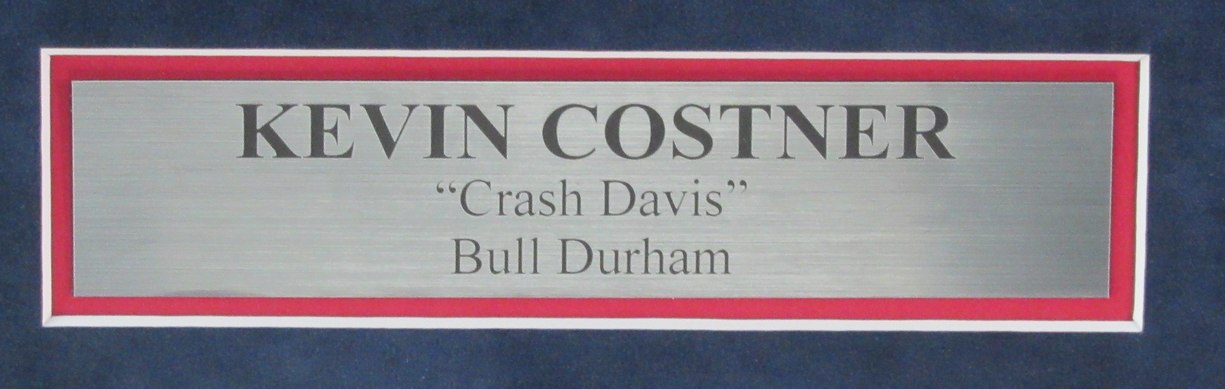 KEVIN COSTNER
“Crash Davis”
Bull Durham